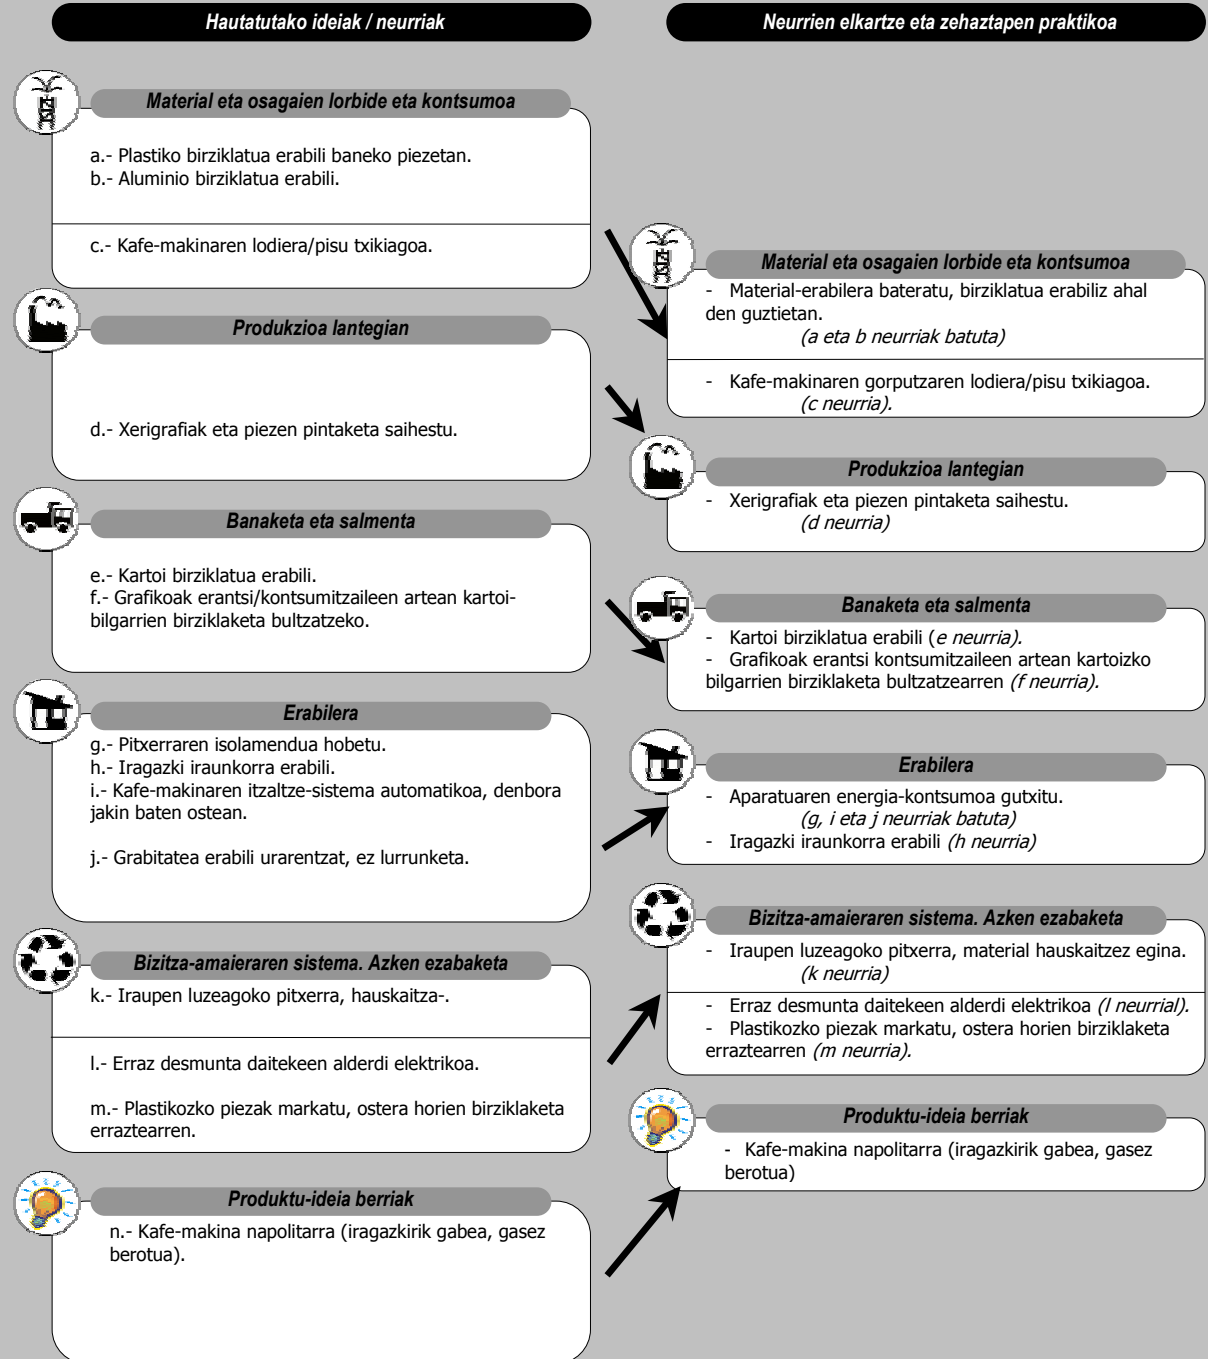 Hautatutako ideiak / neurriak
Material eta osagaien lorbide eta kontsumoa
a.- Plastiko birziklatua erabili baneko piezetan.
b.- Aluminio birziklatua erabili.
c.- Kafe-makinaren lodiera/pisu txikiagoa.
Produkzioa lantegian
d.- Xerigrafiak eta piezen pintaketa saihestu.
Banaketa eta salmenta
e.- Kartoi birziklatua erabili.
f.- Grafikoak erantsi/kontsumitzaileen artean kartoi-
bilgarrien birziklaketa bultzatzeko.
Erabilera
g.- Pitxerraren isolamendua hobetu.
h.- Iragazki iraunkorra erabili.
i.- Kafe-makinaren itzaltze-sistema automatikoa, denbora
jakin baten ostean.
j.- Grabitatea erabili urarentzat, ez lurrunketa.
Bizitza-amaieraren sistema. Azken ezabaketa
k.- Iraupen luzeagoko pitxerra, hauskaitza-.
l.- Erraz desmunta daitekeen alderdi elektrikoa.
m.- Plastikozko piezak markatu, ostera horien birziklaketa
erraztearren.
Produktu-ideia berriak
n.- Kafe-makina napolitarra (iragazkirik gabea, gasez
berotua).
Neurrien elkartze eta zehaztapen praktikoa
Material eta osagaien lorbide eta kontsumoa
- Material-erabilera bateratu, birziklatua erabiliz ahal
den guztietan.
(a eta b neurriak batuta)
- Kafe-makinaren gorputzaren lodiera/pisu txikiagoa.
(c neurria).
Produkzioa lantegian
- Xerigrafiak eta piezen pintaketa saihestu.
(d neurria)
Banaketa eta salmenta
- Kartoi birziklatua erabili (e neurria).
- Grafikoak erantsi kontsumitzaileen artean kartoizko
bilgarrien birziklaketa bultzatzearren (f neurria).
Erabilera
- Aparatuaren energia-kontsumoa gutxitu.
(g, i eta j neurriak batuta)
- Iragazki iraunkorra erabili (h neurria)
Bizitza-amaieraren sistema. Azken ezabaketa
- Iraupen luzeagoko pitxerra, material hauskaitzez egina.
(k neurria)
- Erraz desmunta daitekeen alderdi elektrikoa (l neurrial).
- Plastikozko piezak markatu, ostera horien birziklaketa
erraztearren (m neurria).
Produktu-ideia berriak
- Kafe-makina napolitarra (iragazkirik gabea, gasez
berotua)